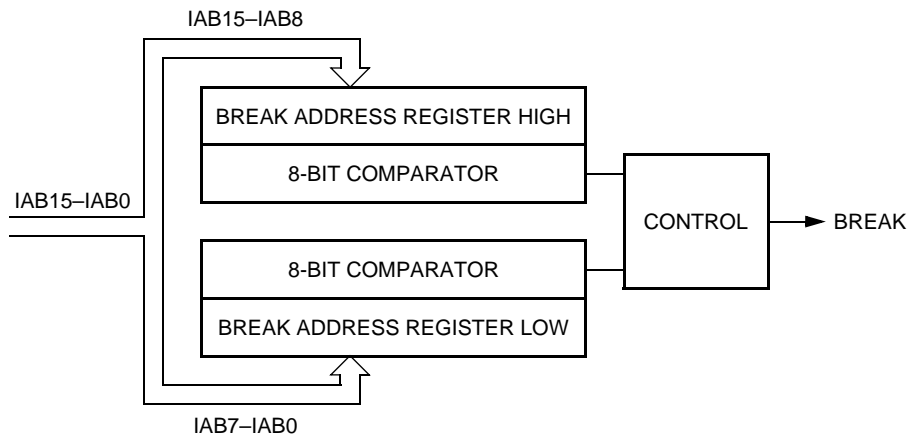 IAB15–IAB8
BREAK ADDRESS REGISTER HIGH
8-BIT COMPARATOR
IAB15–IAB0
CONTROL
BREAK
8-BIT COMPARATOR
BREAK ADDRESS REGISTER LOW
IAB7–IAB0